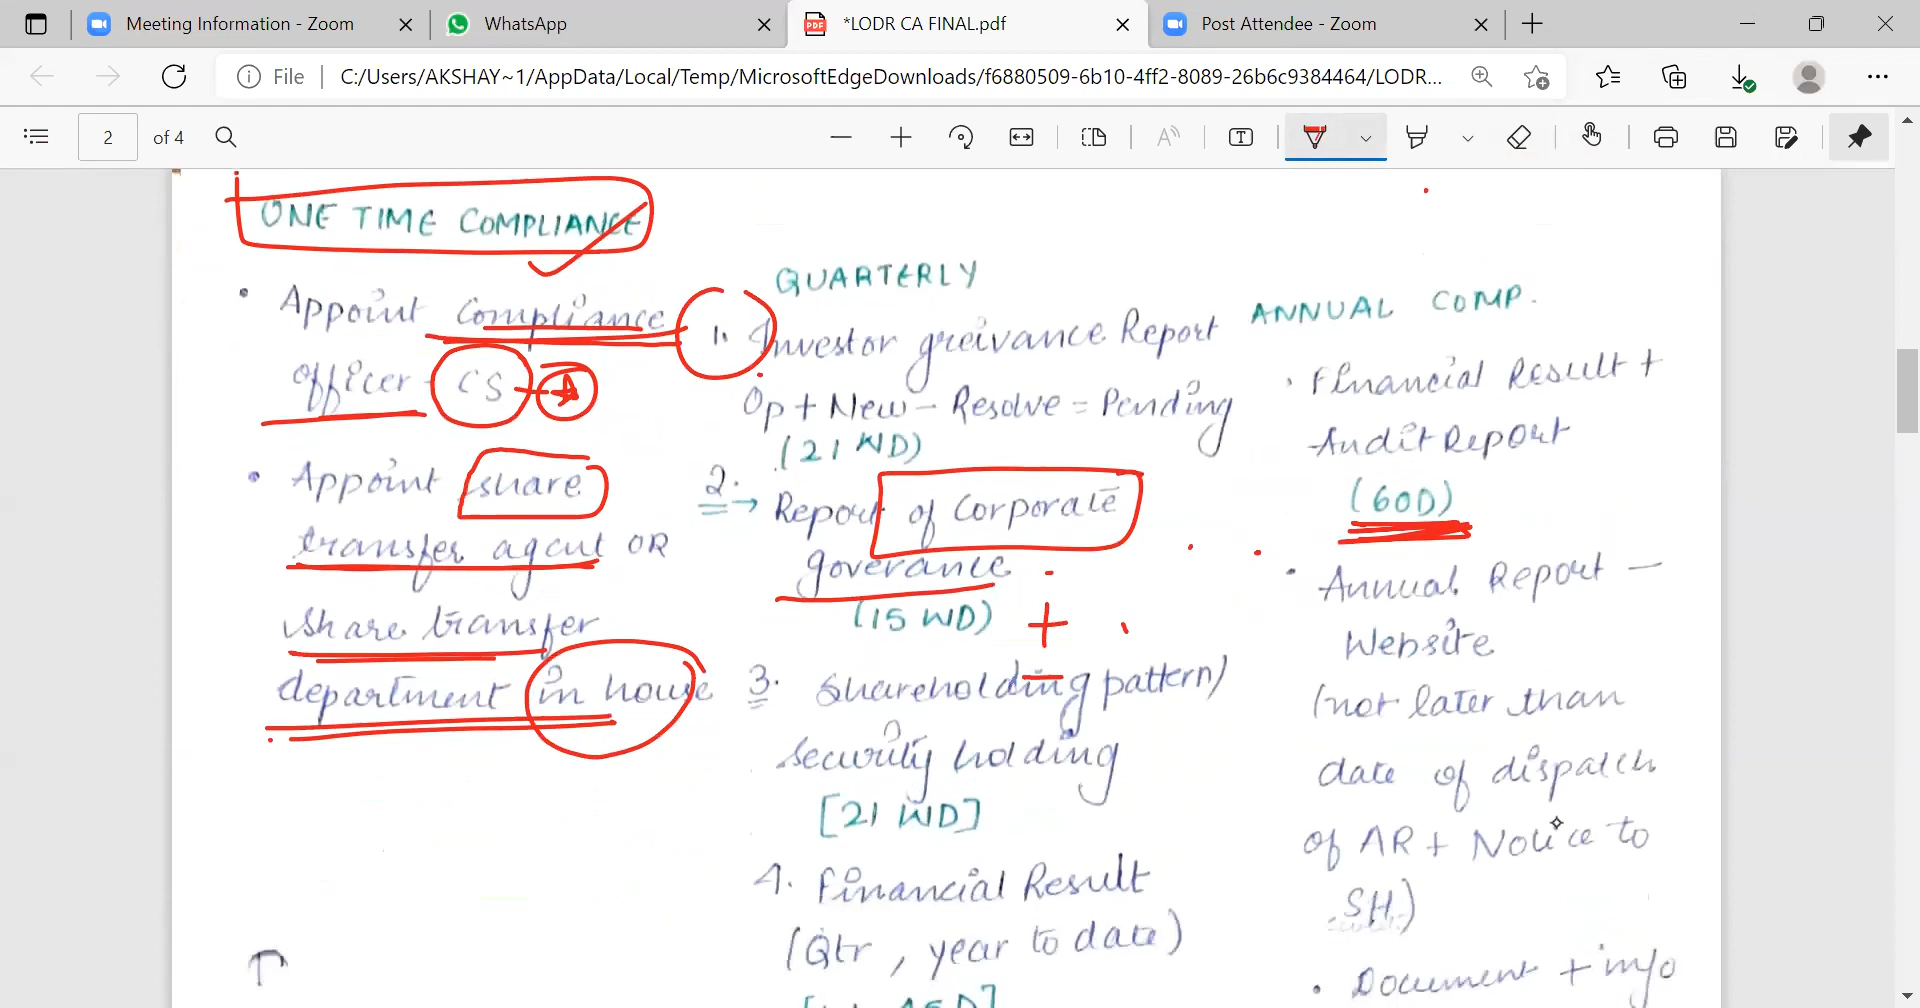 Meeting Information - Zoom
WhatsApp
*LODR CA FINAL.pdf
Post Attendee - Zoom
File
C:/Users/AKSHAY~1/AppData/Local/Temp/MicrosoftEdgeDownloads/f6880509-6b10-4ff2-8089-26b6c9384464/LODR...
2 of 4
ONE TIME COMPLIANCE
• Appoint Compliance
officer - CS
• Appoint share
transfer agent OR
share transfer
department in house
QUARTERLY
1. Investor greivance Report
Op + New - Resolve = Pending
(21 WD)
2. → Report of Corporate
goverance
(15 WD) +
3. Shareholding pattern/
security holding
[21 WD]
4. Financial Result
(Qtr, year to date)
45D]
ANNUAL COMP.
• Financial Result +
Audit Report
(60D)
• Annual Report -
Website
(not later than
date of dispatch
of AR + Notice to
SH)
• Document + info